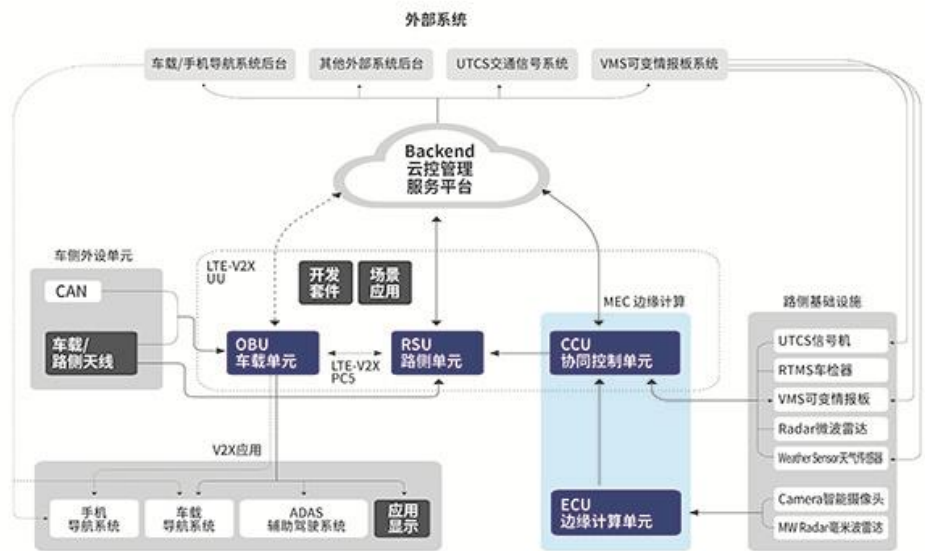 外部系统
车载/手机导航系统后台
其他外部系统后台
UTCS交通信号系统
VMS可变情报板系统
Backend
云控管理
服务平台
车侧外设单元
CAN
车载/
路侧天线
LTE-V2X
UU
开发
套件
场景
应用
MEC 边缘计算
路侧基础设施
OBU
车载单元
LTE-V2X
PC5
RSU
路侧单元
CCU
协同控制单元
UTCS信号机
RTMS车检器
VMS可变情报板
Radar微波雷达
Weather Sensor天气传感器
Camera智能摄像头
MW Radar毫米波雷达
V2X应用
手机
导航系统
车载
导航系统
ADAS
辅助驾驶系统
应用
显示
ECU
边缘计算单元